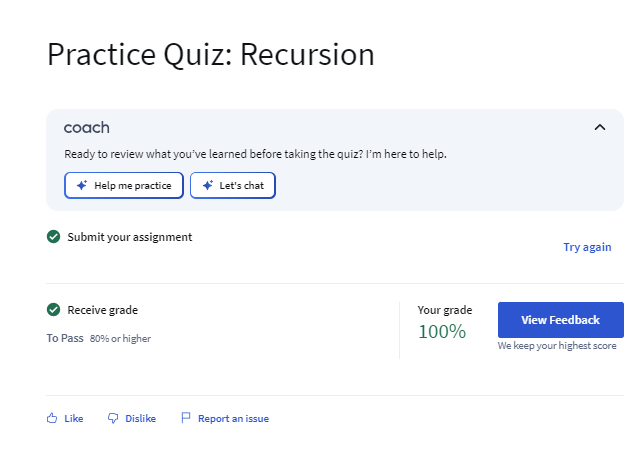 Practice Quiz: Recursion
coach
Ready to review what you've learned before taking the quiz? I'm here to help.
Help me practice
Let's chat
Submit your assignment
Try again
Receive grade
To Pass 80% or higher
Your grade
100%
View Feedback
We keep your highest score
Like
Dislike
Report an issue